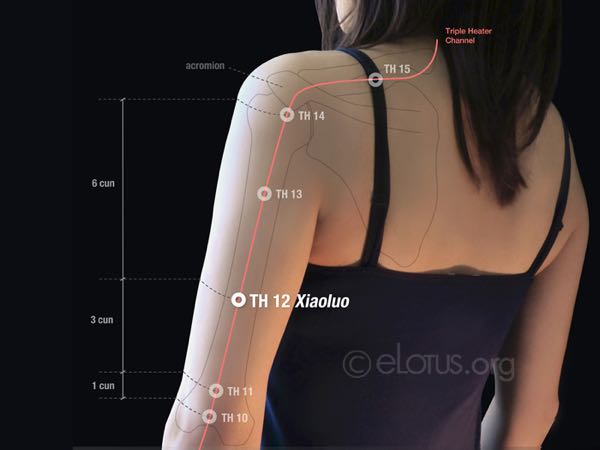 Triple Heater
Channel
acromion
TH 15
TH 14
6 cun
TH 13
TH 12 Xiaoluo
3 cun
© eLotus.org
1 cun
TH 11
TH 10